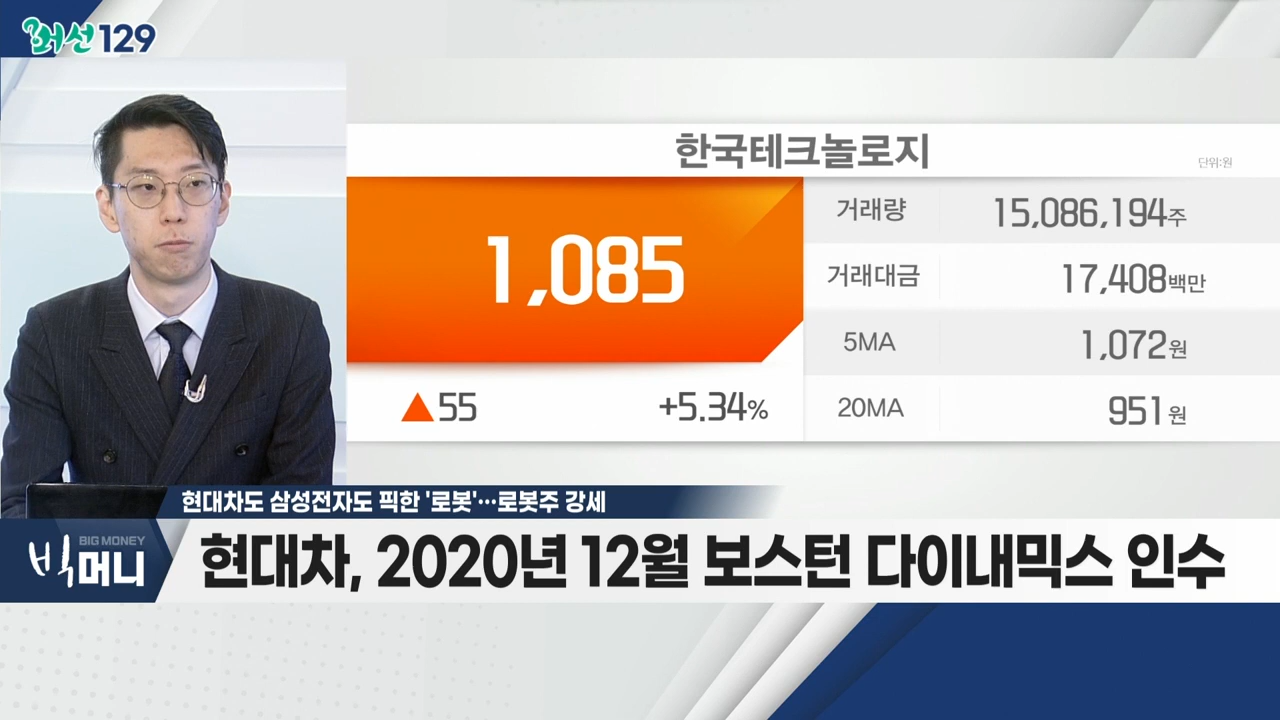 머선129
한국테크놀로지
단위:원
1,085
▲55 +5.34%
거래량 15,086,194주
거래대금 17,408백만
5MA 1,072원
20MA 951원
현대차도 삼성전자도 픽한 '로봇'…로봇주 강세
BIG MONEY
빅머니
현대차, 2020년 12월 보스턴 다이내믹스 인수